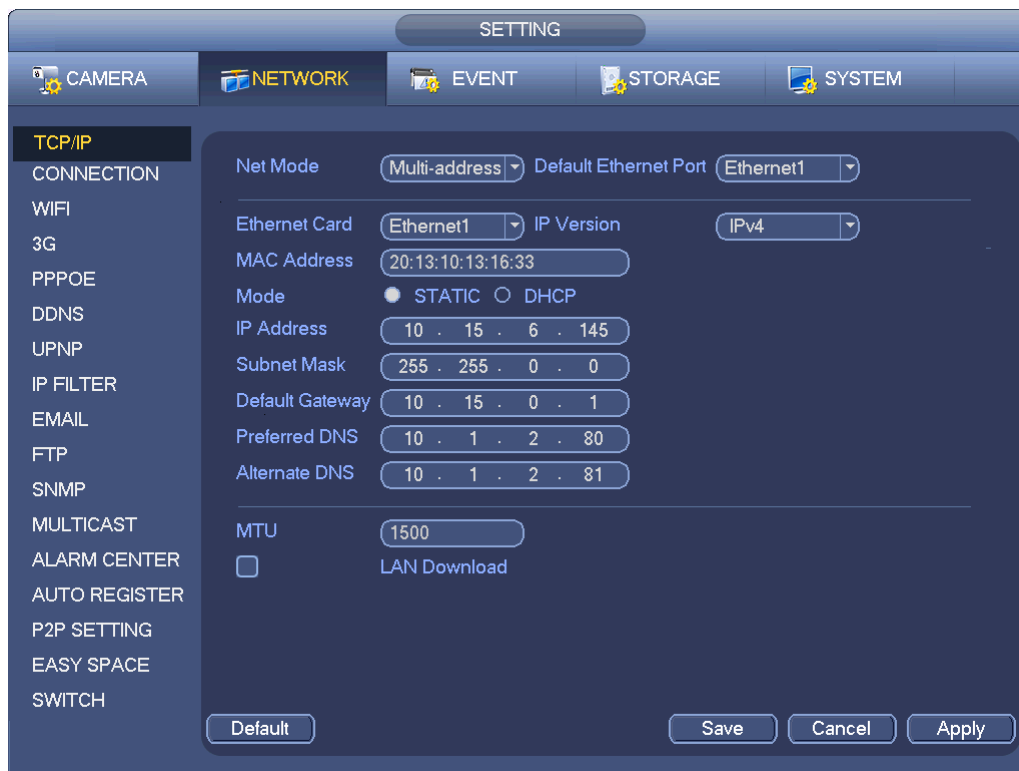 SETTING
CAMERA NETWORK EVENT STORAGE SYSTEM
TCP/IP
CONNECTION
WIFI
3G
PPPOE
DDNS
UPNP
IP FILTER
EMAIL
FTP
SNMP
MULTICAST
ALARM CENTER
AUTO REGISTER
P2P SETTING
EASY SPACE
SWITCH
Net Mode Multi-address Default Ethernet Port Ethernet1
Ethernet Card Ethernet1 IP Version IPv4
MAC Address 20:13:10:13:16:33
Mode STATIC DHCP
IP Address 10 . 15 . 6 . 145
Subnet Mask 255 . 255 . 0 . 0
Default Gateway 10 . 15 . 0 . 1
Preferred DNS 10 . 1 . 2 . 80
Alternate DNS 10 . 1 . 2 . 81
MTU 1500
LAN Download
Default Save Cancel Apply